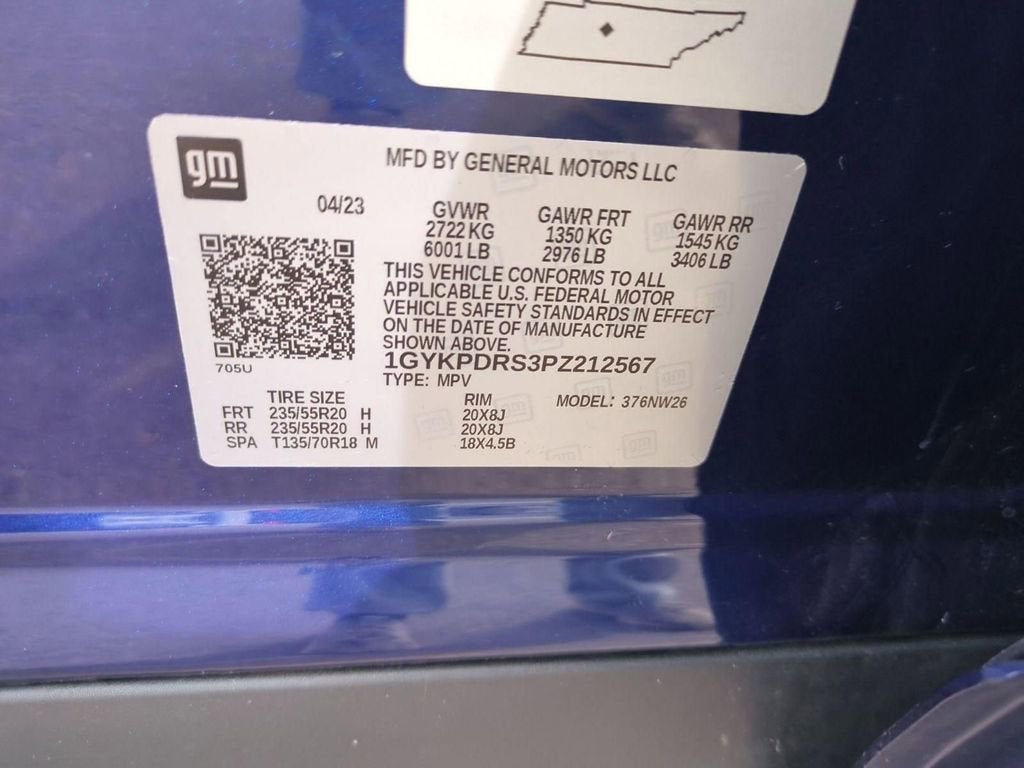 gm
MFD BY GENERAL MOTORS LLC
04/23
GVWR GAWR FRT GAWR RR
2722 KG 1350 KG 1545 KG
6001 LB 2976 LB 3406 LB
THIS VEHICLE CONFORMS TO ALL
APPLICABLE U.S. FEDERAL MOTOR
VEHICLE SAFETY STANDARDS IN EFFECT
ON THE DATE OF MANUFACTURE
SHOWN ABOVE.
1GYKPDRS3PZ212567
705U
TYPE: MPV
TIRE SIZE RIM MODEL: 376NW26
FRT 235/55R20 H 20X8J
RR 235/55R20 H 20X8J
SPA T135/70R18 M 18X4.5B